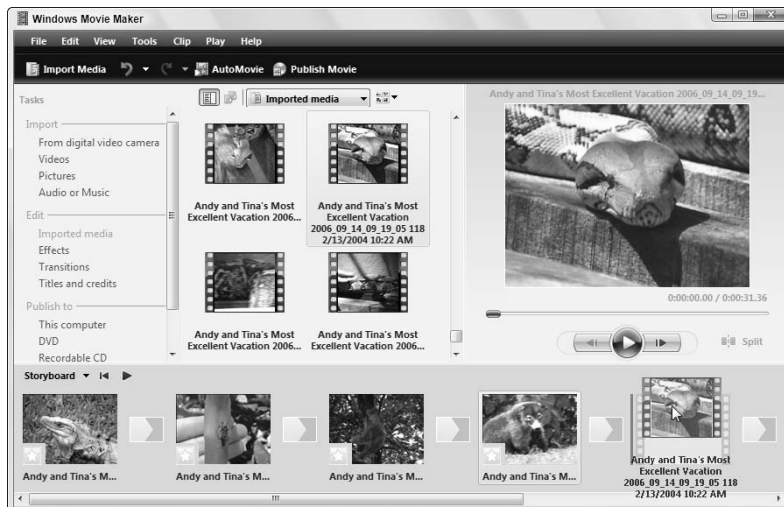 Windows Movie Maker
File Edit View Tools Clip Play Help
Import Media AutoMovie Publish Movie
Tasks
Import
From digital video camera
Videos
Pictures
Audio or Music
Edit
Imported media
Effects
Transitions
Titles and credits
Publish to
This computer
DVD
Recordable CD
Imported media
Andy and Tina's Most
Excellent Vacation 2006...
Andy and Tina's Most
Excellent Vacation
2006_09_14_09_19_05 118
2/13/2004 10:22 AM
Andy and Tina's Most
Excellent Vacation 2006...
Andy and Tina's Most
Excellent Vacation 2006...
Andy and Tina's Most Excellent Vacation 2006_09_14_09_19...
0:00:00.00 / 0:00:31.36
Split
Storyboard
Andy and Tina's M...
Andy and Tina's M...
Andy and Tina's M...
Andy and Tina's M...
Andy and Tina's Most
Excellent Vacation
2006_09_14_09_19_05 118
2/13/2004 10:22 AM